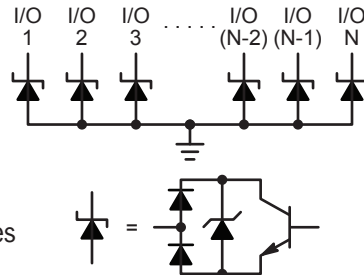 I/O I/O I/O I/O I/O I/O
1 2 3 ..... (N-2) (N-1) N
es =